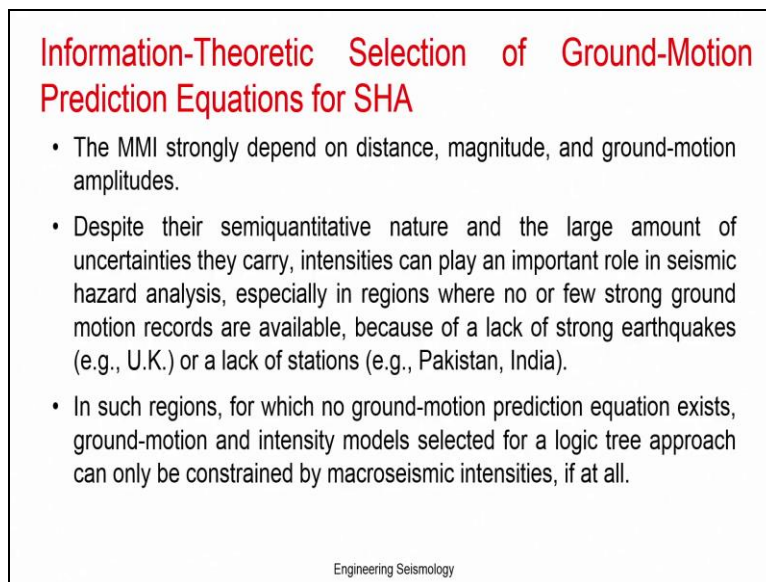 Information-Theoretic Selection of Ground-Motion
Prediction Equations for SHA
• The MMI strongly depend on distance, magnitude, and ground-motion
amplitudes.
• Despite their semiquantitative nature and the large amount of
uncertainties they carry, intensities can play an important role in seismic
hazard analysis, especially in regions where no or few strong ground
motion records are available, because of a lack of strong earthquakes
(e.g., U.K.) or a lack of stations (e.g., Pakistan, India).
• In such regions, for which no ground-motion prediction equation exists,
ground-motion and intensity models selected for a logic tree approach
can only be constrained by macroseismic intensities, if at all.
Engineering Seismology